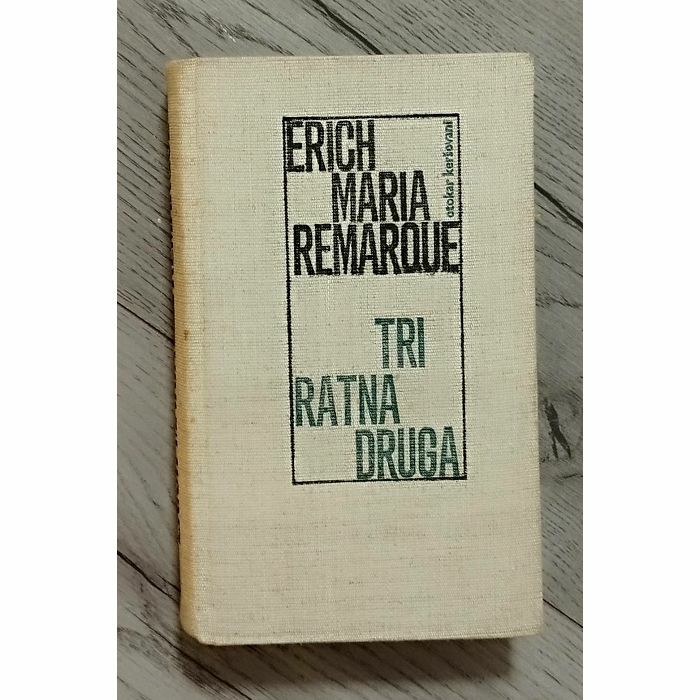 ERICH
MARIA
REMARQUE
otokar keršovani
TRI
RATNA
DRUGA